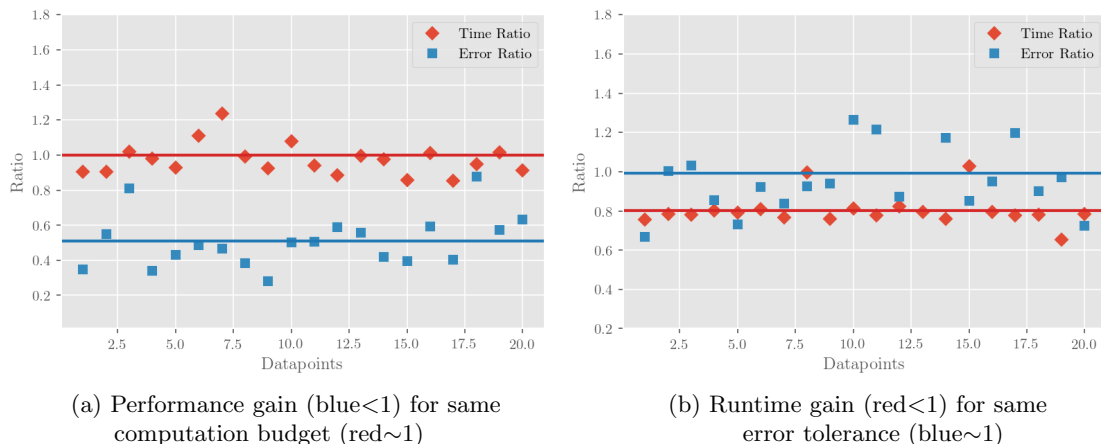 1.8
1.6
1.4
1.2
1.0
0.8
0.6
0.4
0.2
Ratio
Time Ratio
Error Ratio
2.5 5.0 7.5 10.0 12.5 15.0 17.5 20.0
Datapoints
(a) Performance gain (blue<1) for same
computation budget (red∼1)
1.8
1.6
1.4
1.2
1.0
0.8
0.6
0.4
0.2
Ratio
Time Ratio
Error Ratio
2.5 5.0 7.5 10.0 12.5 15.0 17.5 20.0
Datapoints
(b) Runtime gain (red<1) for same
error tolerance (blue∼1)